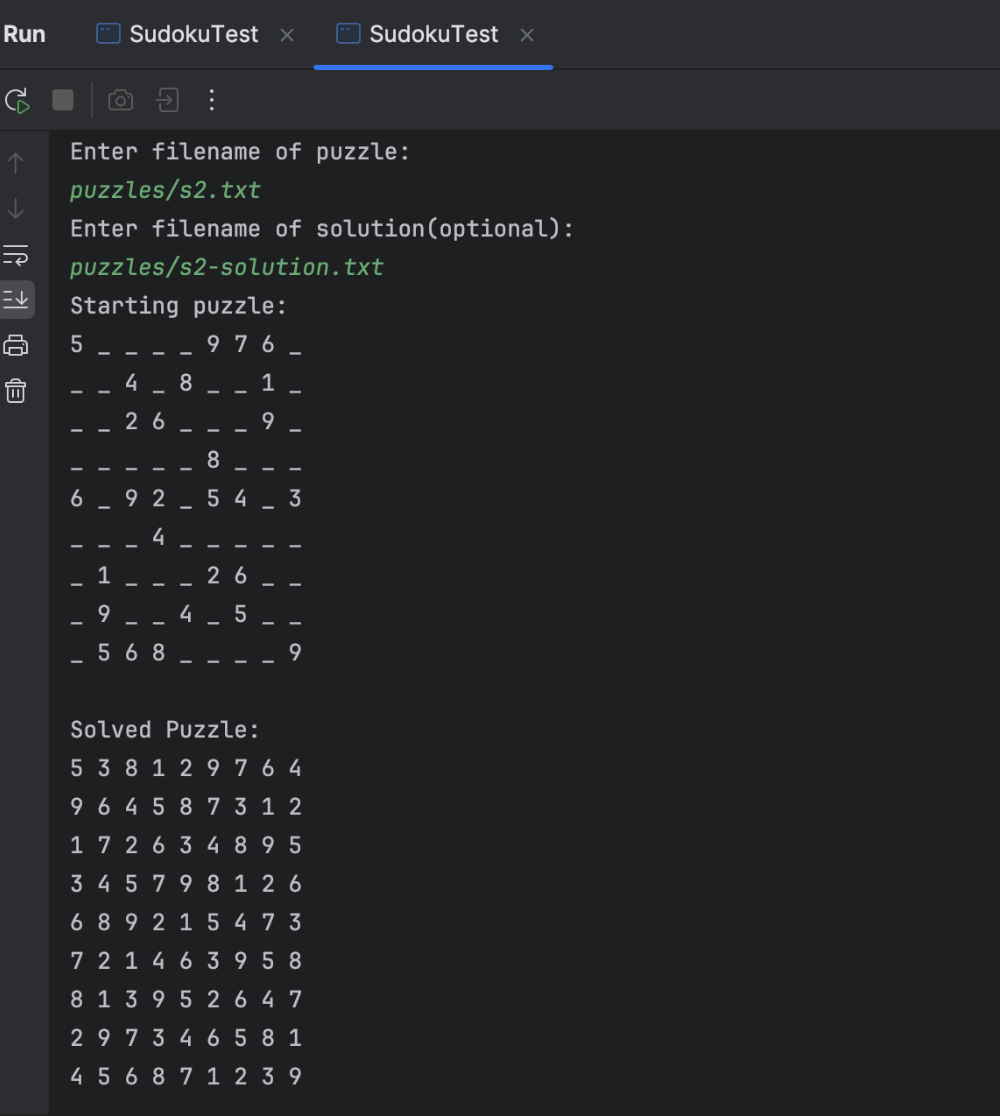 Run SudokuTest × SudokuTest ×
Enter filename of puzzle:
puzzles/s2.txt
Enter filename of solution(optional):
puzzles/s2-solution.txt
Starting puzzle:
5 _ _ _ _ 9 7 6 _
_ _ 4 _ 8 _ _ 1 _
_ _ 2 6 _ _ _ 9 _
_ _ _ _ _ 8 _ _ _
6 _ 9 2 _ 5 4 _ 3
_ _ _ 4 _ _ _ _ _
_ 1 _ _ _ 2 6 _ _
_ 9 _ _ 4 _ 5 _ _
_ 5 6 8 _ _ _ _ 9
Solved Puzzle:
5 3 8 1 2 9 7 6 4
9 6 4 5 8 7 3 1 2
1 7 2 6 3 4 8 9 5
3 4 5 7 9 8 1 2 6
6 8 9 2 1 5 4 7 3
7 2 1 4 6 3 9 5 8
8 1 3 9 5 2 6 4 7
2 9 7 3 4 6 5 8 1
4 5 6 8 7 1 2 3 9